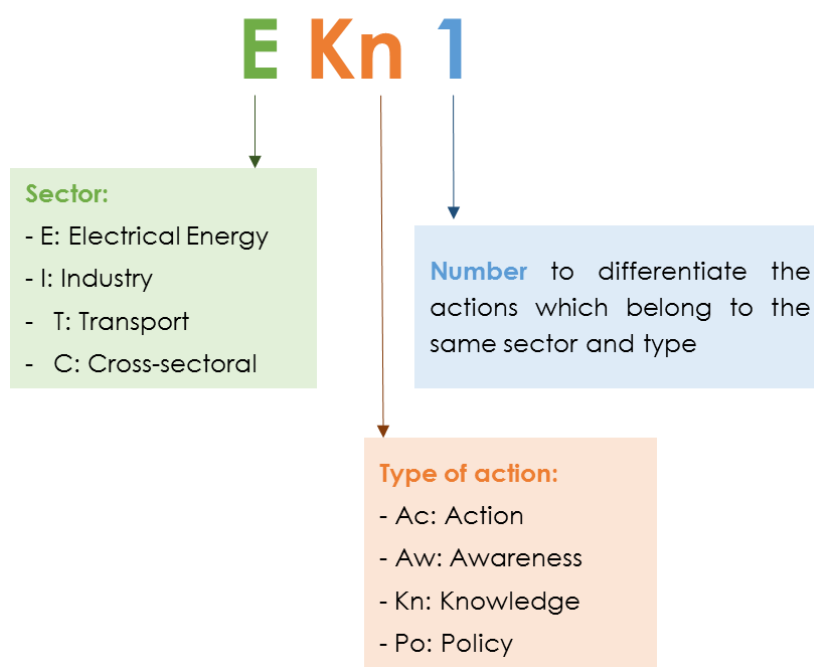 E Kn 1
Sector:
- E: Electrical Energy
- I: Industry
- T: Transport
- C: Cross-sectoral
Number to differentiate the
actions which belong to the
same sector and type
Type of action:
- Ac: Action
- Aw: Awareness
- Kn: Knowledge
- Po: Policy